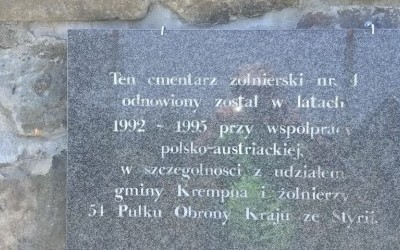 Ten cmentarz żołnierski nr. 4
odnowiony został w latach
1992 - 1995 przy współpracy
polsko-austriackiej,
w szczegolnosci z udziałem
gminy Krempna i żołnierzy
54 Pułku Obrony Kraju ze Styrii.